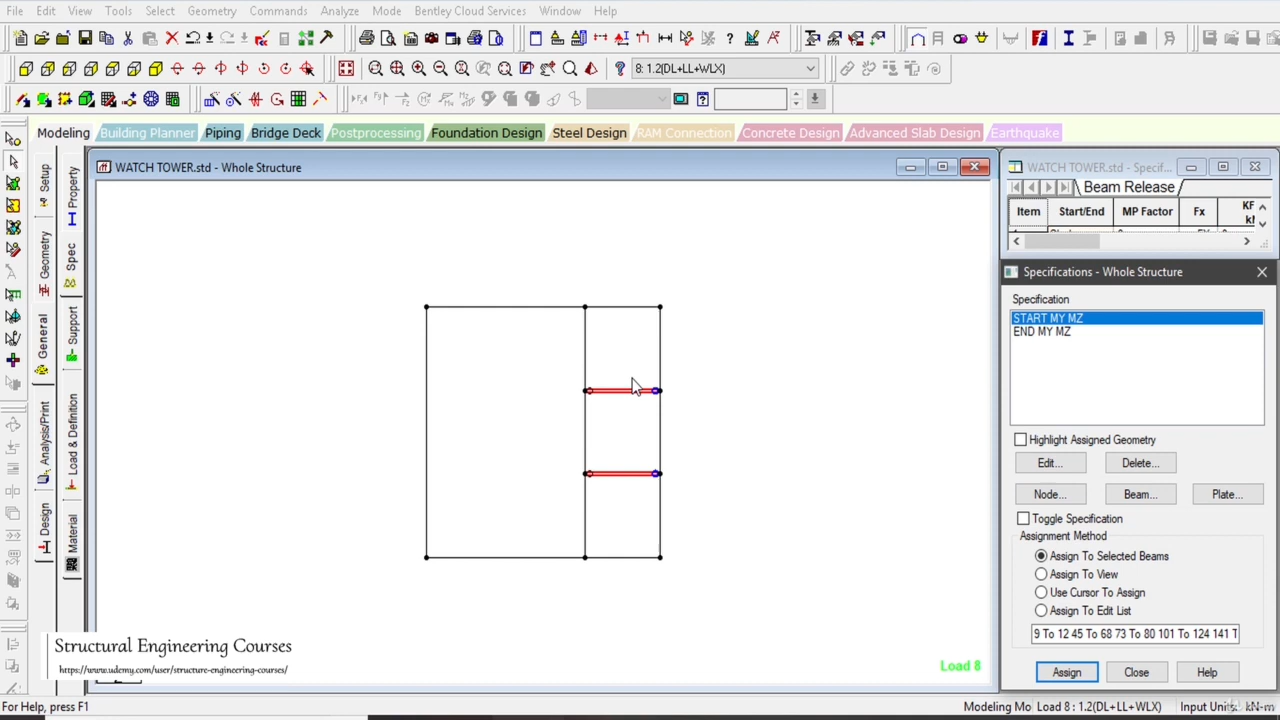 File Edit View Tools Select Geometry Commands Analyze Mode Bentley Cloud Services Window Help
8: 1.2(DL+LL+WLX)
Modeling Building Planner Piping Bridge Deck Postprocessing Foundation Design Steel Design RAM Connection Concrete Design Advanced Slab Design Earthquake
Setup
Geometry
General
Analysis/Print
Design
Property
Spec
Support
Load & Definition
Material
WATCH TOWER.std - Whole Structure
Load 8
WATCH TOWER.std - Specif...
Beam Release
Item Start/End MP Factor Fx KF
Specifications - Whole Structure
Specification
START MY MZ
END MY MZ
Highlight Assigned Geometry
Edit... Delete...
Node... Beam... Plate...
Toggle Specification
Assignment Method
Assign To Selected Beams
Assign To View
Use Cursor To Assign
Assign To Edit List
9 To 12 45 To 68 73 To 80 101 To 124 141 T
Assign Close Help
Structural Engineering Courses
https://www.udemy.com/user/structure-engineering-courses/
For Help, press F1 Modeling Mo Load 8 : 1.2(DL+LL+WLX) Input Units: kN-m